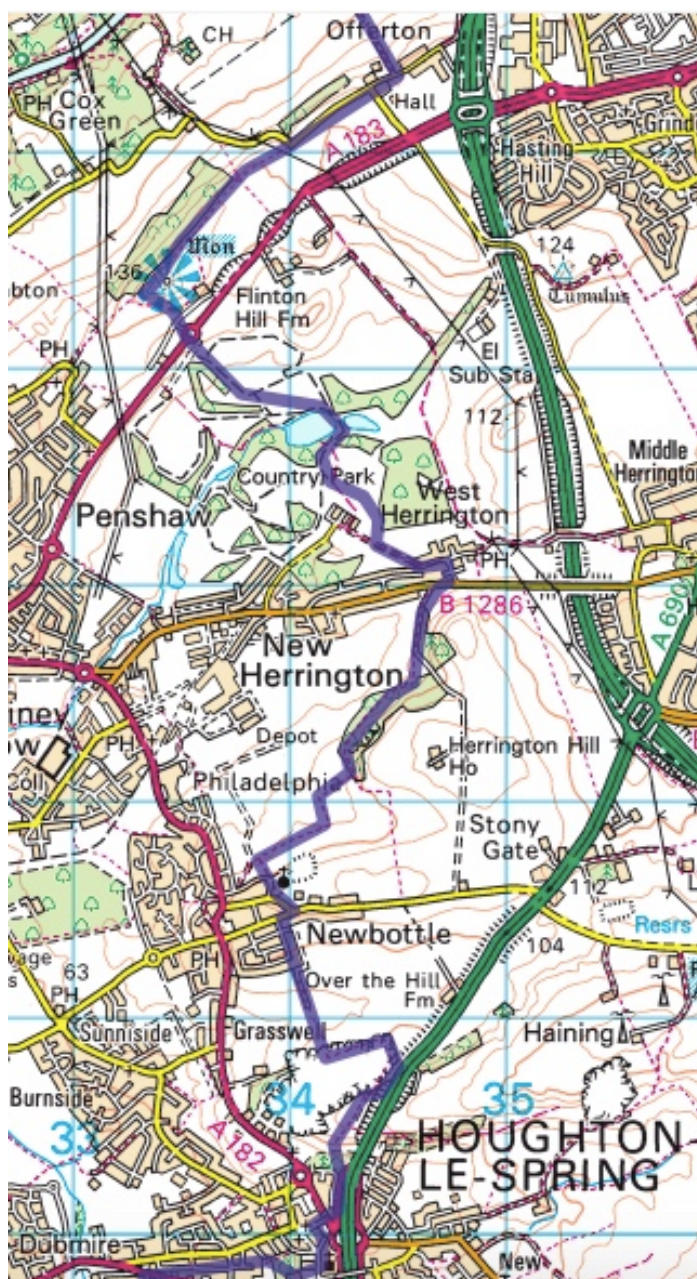 CH
Offerton
PH
Cox
Green
Hall
A 183
Grind
Hasting
Hill
Mon
136
124
Tumulus
Flinton
Hill Fm
PH
El
Sub Sta
112
Middle
Herrington
Country Park
West
Herrington
Penshaw
PH
B 1286
A 690
New
Herrington
Depot
PH
Philadelphia
Herrington Hill
Ho
Stony
Gate
112
Newbottle
Resrs
104
PH
63
PH
Over the Hill
Fm
Sunniside
Grasswell
Haining
Burnside
33
34
35
HOUGHTON
LE-SPRING
A 182
Dubmire
New